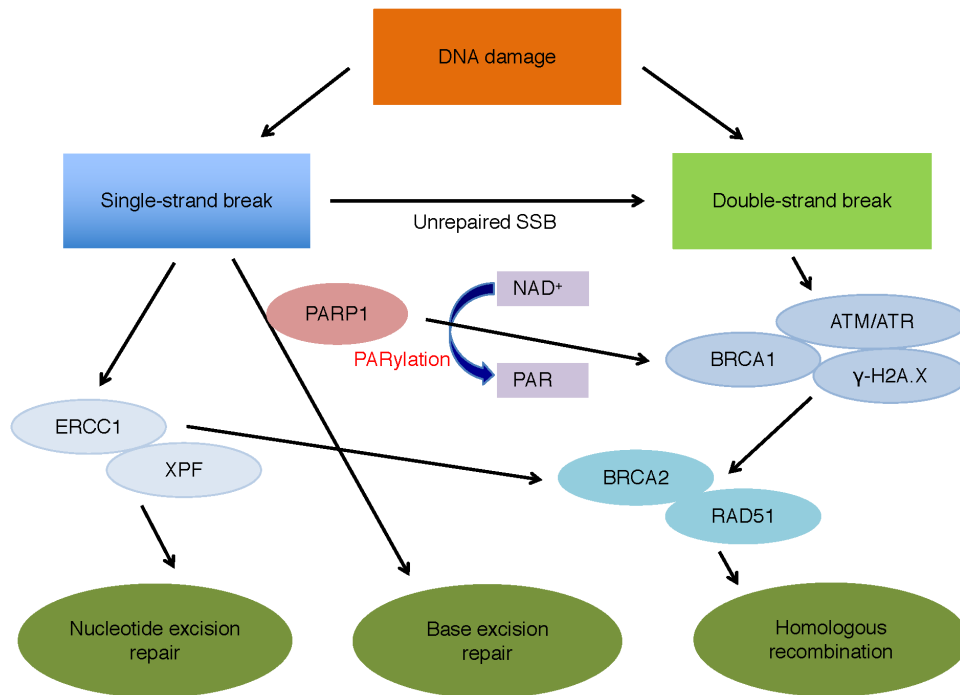 DNA damage
Single-strand break
Unrepaired SSB
Double-strand break
NAD⁺
PARP1
PARylation
PAR
ATM/ATR
BRCA1
γ-H2A.X
ERCC1
XPF
BRCA2
RAD51
Nucleotide excision
repair
Base excision
repair
Homologous
recombination